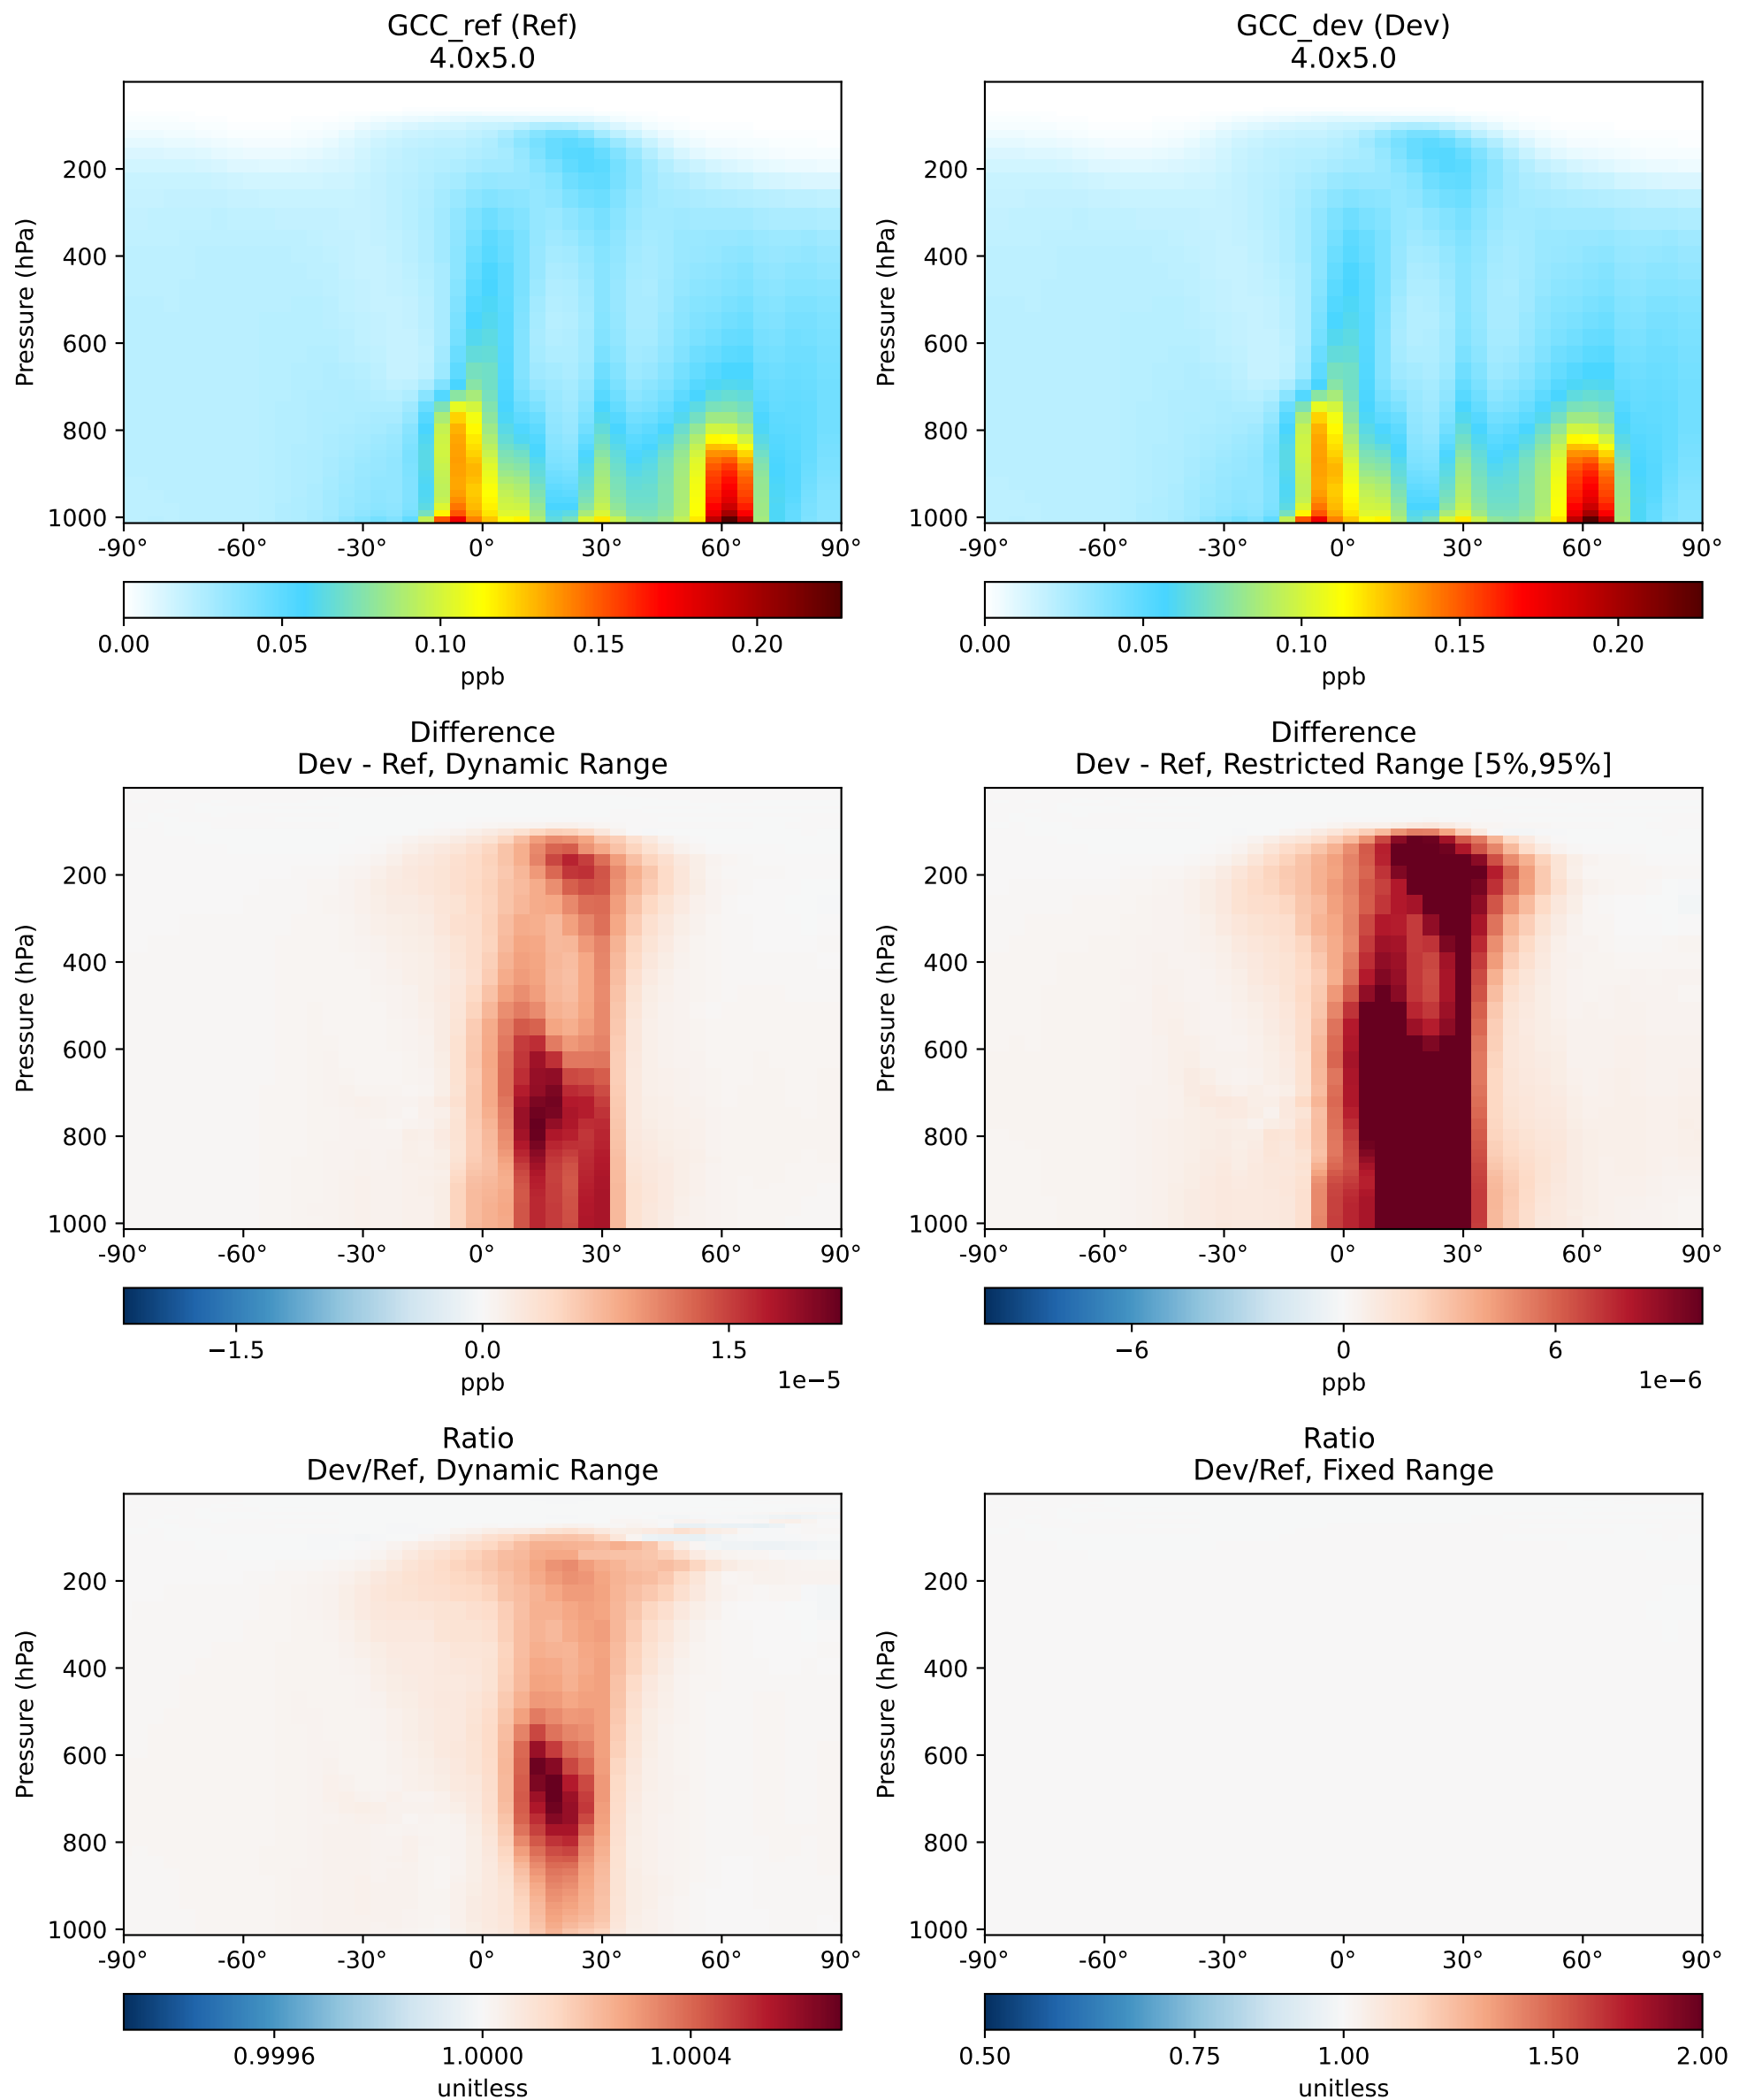 GCC_ref (Ref)
4.0x5.0
Pressure (hPa)
200
400
600
800
1000
-90° -60° -30° 0° 30° 60° 90°
0.00 0.05 0.10 0.15 0.20
ppb
GCC_dev (Dev)
4.0x5.0
Pressure (hPa)
200
400
600
800
1000
-90° -60° -30° 0° 30° 60° 90°
0.00 0.05 0.10 0.15 0.20
ppb
Difference
Dev - Ref, Dynamic Range
Pressure (hPa)
200
400
600
800
1000
-90° -60° -30° 0° 30° 60° 90°
−1.5 0.0 1.5
ppb 1e−5
Difference
Dev - Ref, Restricted Range [5%,95%]
Pressure (hPa)
200
400
600
800
1000
-90° -60° -30° 0° 30° 60° 90°
−6 0 6
ppb 1e−6
Ratio
Dev/Ref, Dynamic Range
Pressure (hPa)
200
400
600
800
1000
-90° -60° -30° 0° 30° 60° 90°
0.9996 1.0000 1.0004
unitless
Ratio
Dev/Ref, Fixed Range
Pressure (hPa)
200
400
600
800
1000
-90° -60° -30° 0° 30° 60° 90°
0.50 0.75 1.00 1.50 2.00
unitless